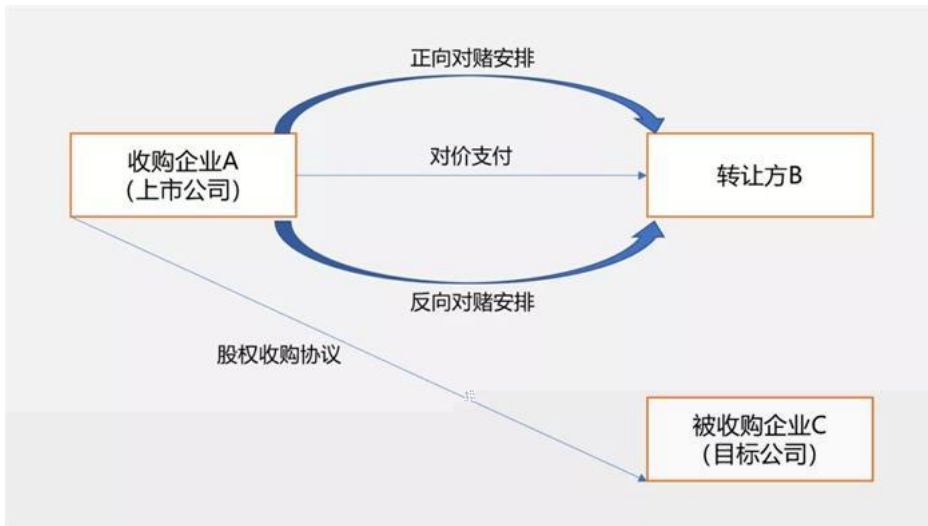 正向对赌安排
收购企业A
（上市公司）
对价支付
转让方B
反向对赌安排
股权收购协议
被收购企业C
（目标公司）